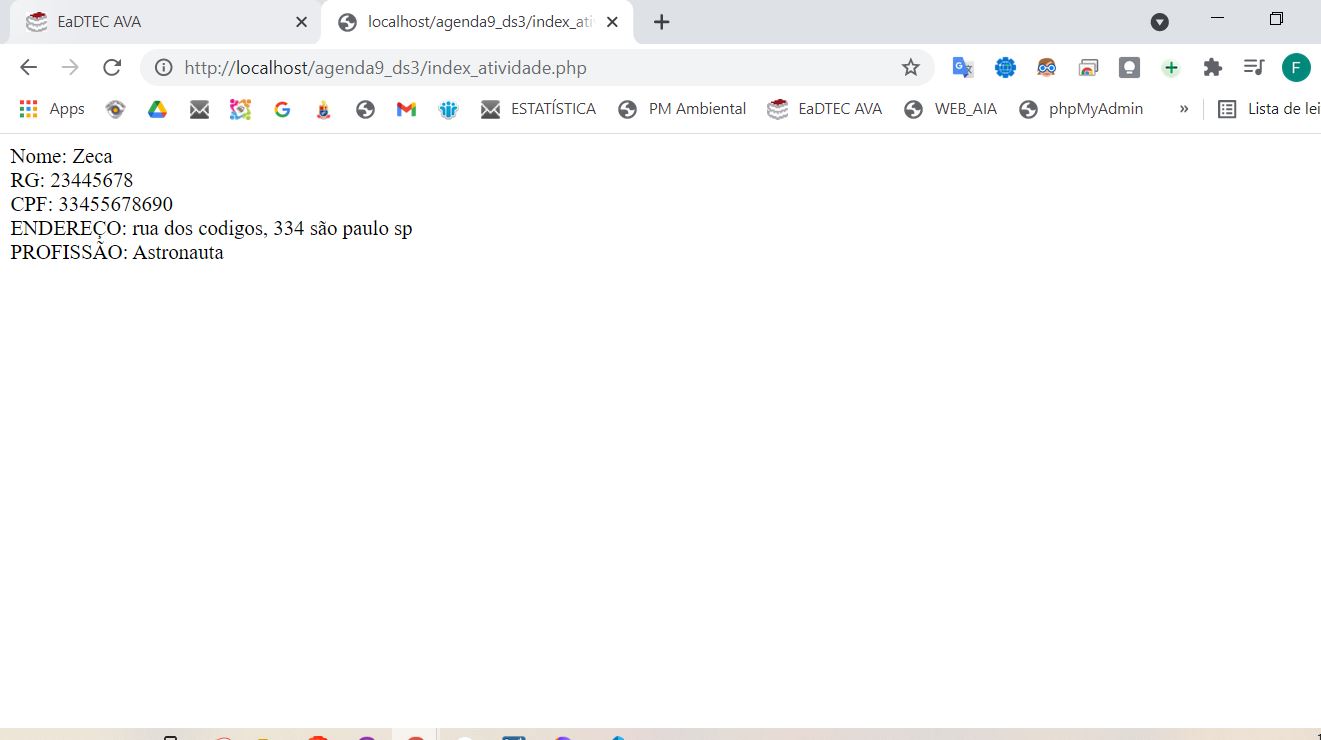 EaDTEC AVA
localhost/agenda9_ds3/index_ati
http://localhost/agenda9_ds3/index_atividade.php
F
Apps
ESTATÍSTICA
PM Ambiental
EaDTEC AVA
WEB_AIA
phpMyAdmin
»
Lista de lei
Nome: Zeca
RG: 23445678
CPF: 33455678690
ENDEREÇO: rua dos codigos, 334 são paulo sp
PROFISSÃO: Astronauta